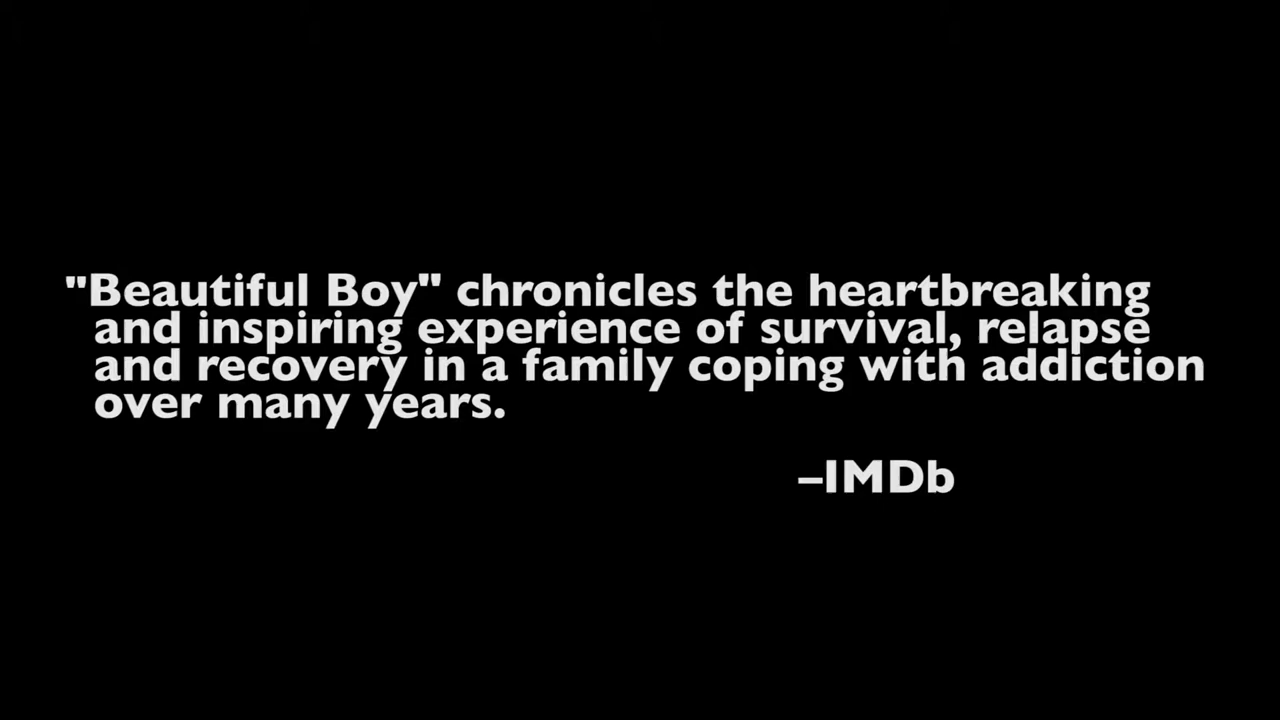 "Beautiful Boy" chronicles the heartbreaking
and inspiring experience of survival, relapse
and recovery in a family coping with addiction
over many years.
–IMDb